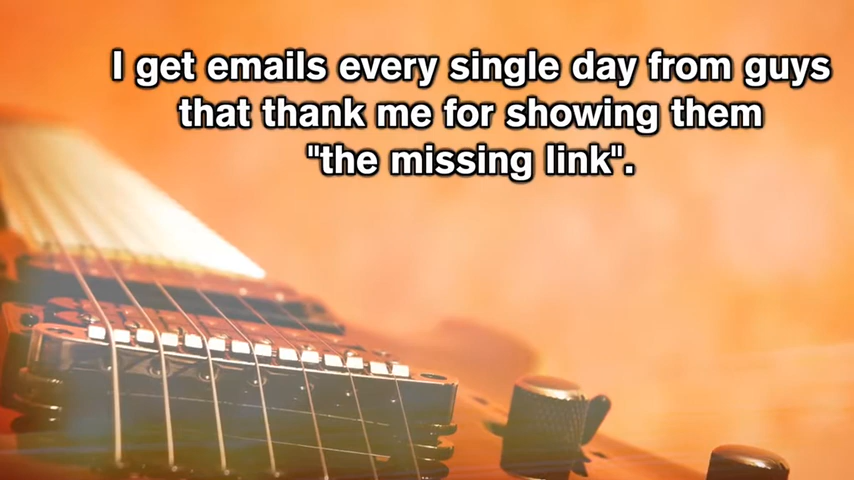 I get emails every single day from guys
that thank me for showing them
"the missing link".